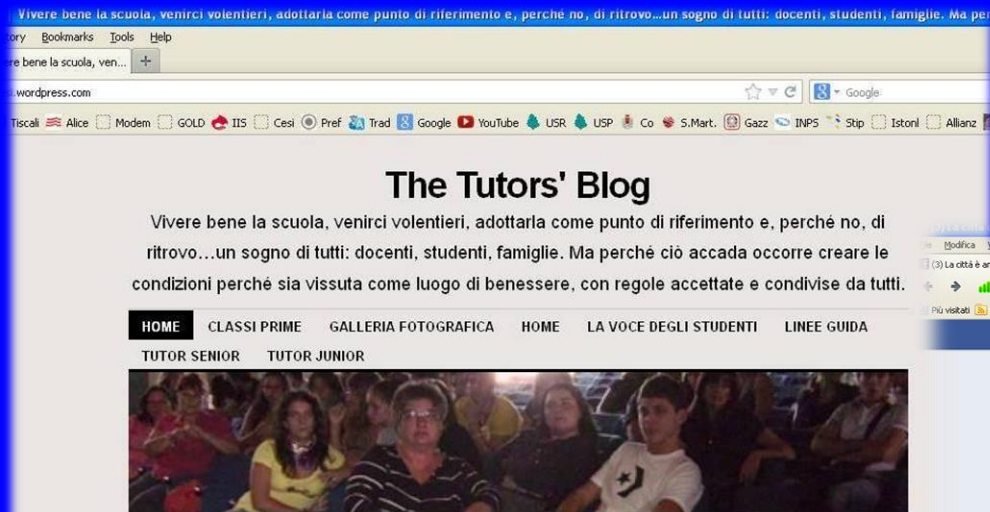 Vivere bene la scuola, venirci volentieri, adottarla come punto di riferimento e, perché no, di ritrovo...un sogno di tutti: docenti, studenti, famiglie. Ma
ory Bookmarks Tools Help
re bene la scuola, ven... +
.wordpress.com
Google
Tiscali Alice Modem GOLD IIS Cesi Pref Trad Google YouTube USR USP Co S.Mart. Gazz INPS Stip Istonl Allianz
The Tutors' Blog
Vivere bene la scuola, venirci volentieri, adottarla come punto di riferimento e, perché no, di
ritrovo...un sogno di tutti: docenti, studenti, famiglie. Ma perché ciò accada occorre creare le
condizioni perché sia vissuta come luogo di benessere, con regole accettate e condivise da tutti.
Modifica
(3) La città è
Più visitati
HOME CLASSI PRIME GALLERIA FOTOGRAFICA HOME LA VOCE DEGLI STUDENTI LINEE GUIDA
TUTOR SENIOR TUTOR JUNIOR